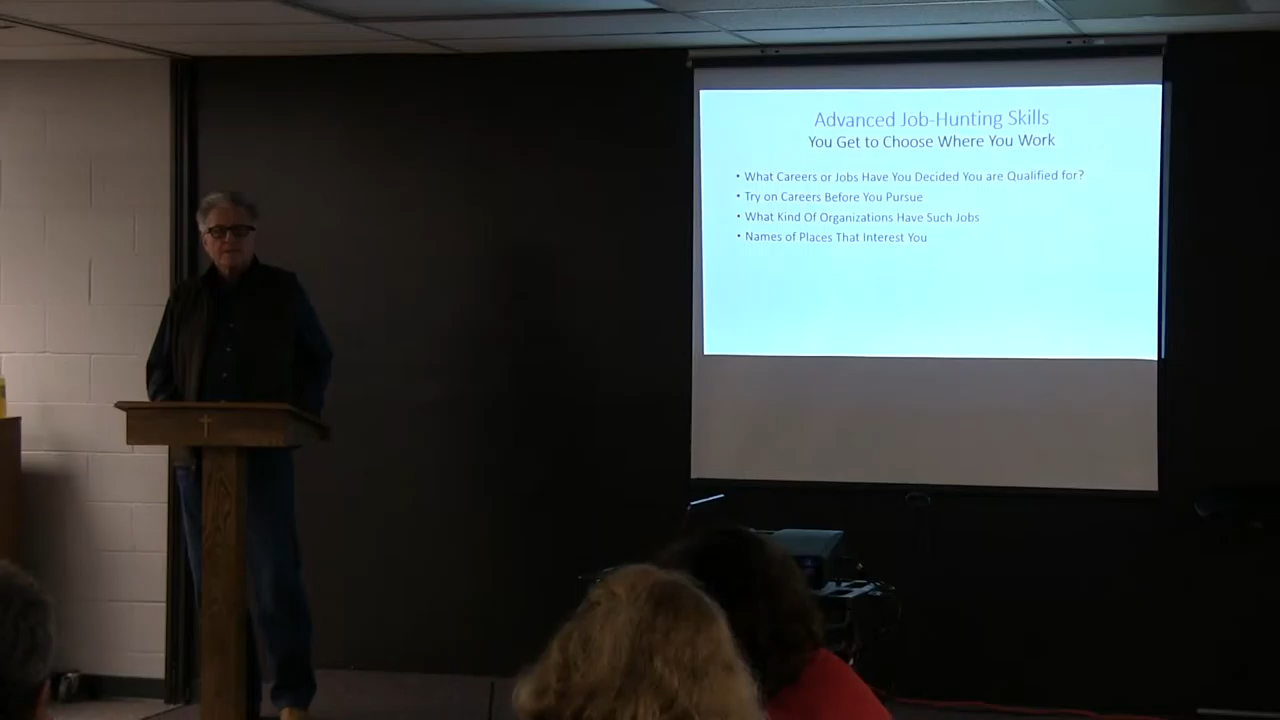 Advanced Job-Hunting Skills
You Get to Choose Where You Work
• What Careers or Jobs Have You Decided You are Qualified for?
• Try on Careers Before You Pursue
• What Kind Of Organizations Have Such Jobs
• Names of Places That Interest You